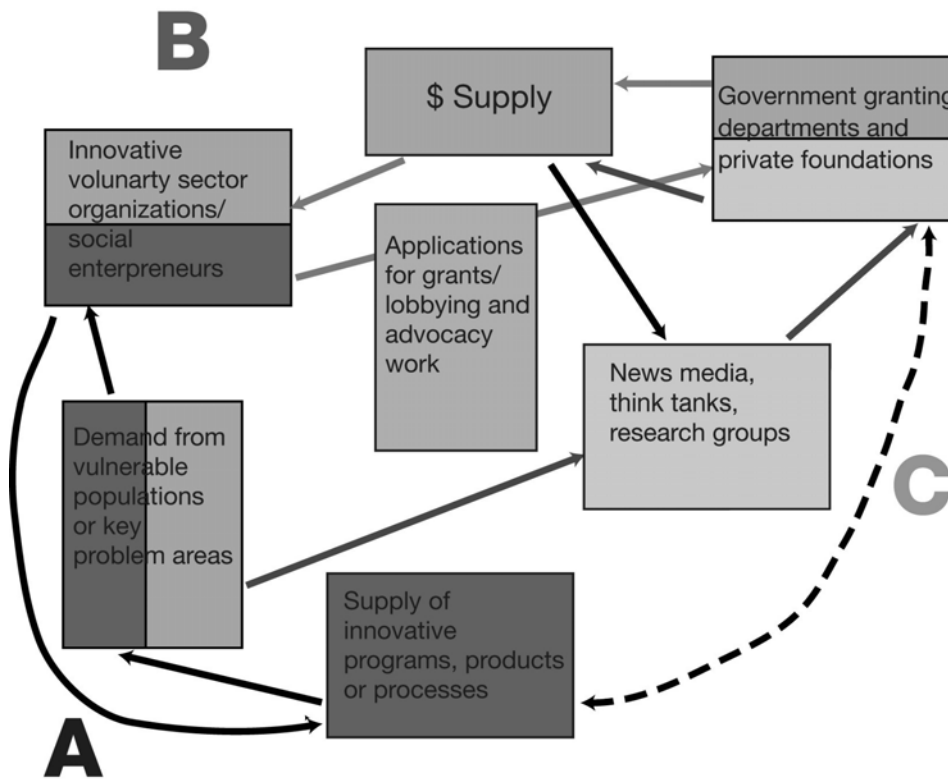 B
$ Supply
Government granting
departments and
private foundations
Innovative
volunarty sector
organizations/
social
enterpreneurs
Applications
for grants/
lobbying and
advocacy
work
News media,
think tanks,
research groups
Demand from
vulnerable
populations
or key
problem areas
C
Supply of
innovative
programs, products
or processes
A